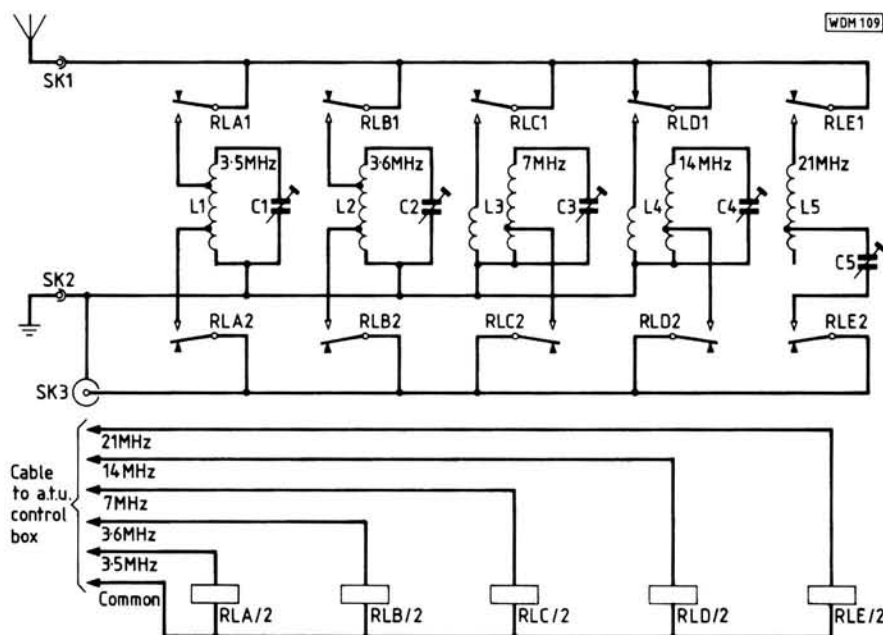 WDM 109
SK1
RLA1
RLB1
RLC1
RLD1
RLE1
3·5MHz
3·6MHz
7MHz
14MHz
21MHz
L1
C1
L2
C2
L3
C3
L4
C4
L5
C5
SK2
RLA2
RLB2
RLC2
RLD2
RLE2
SK3
21MHz
14MHz
7MHz
3·6MHz
3·5MHz
Common
Cable
to a.t.u.
control
box
RLA/2
RLB/2
RLC/2
RLD/2
RLE/2